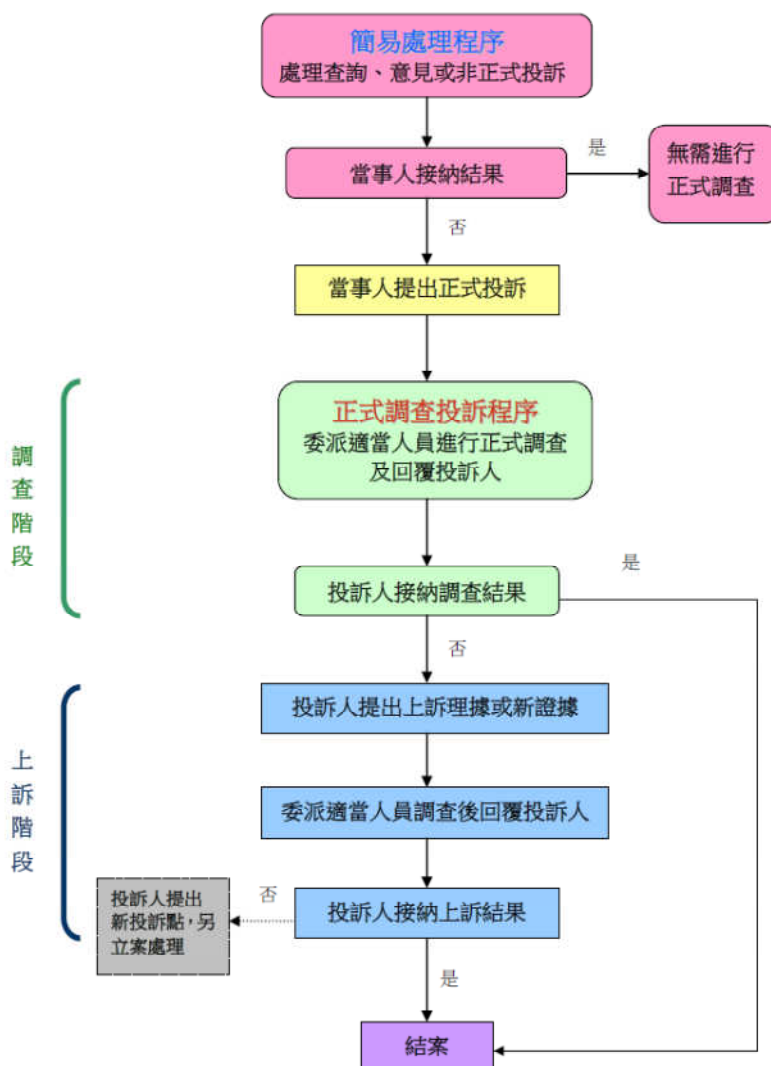 簡易處理程序
處理查詢、意見或非正式投訴
是
無需進行
正式調查
當事人接納結果
否
當事人提出正式投訴
調
查
階
段
正式調查投訴程序
委派適當人員進行正式調查
及回覆投訴人
是
投訴人接納調查結果
否
上
訴
階
段
投訴人提出上訴理據或新證據
委派適當人員調查後回覆投訴人
投訴人提出
新投訴點，另
立案處理
否
投訴人接納上訴結果
是
結案